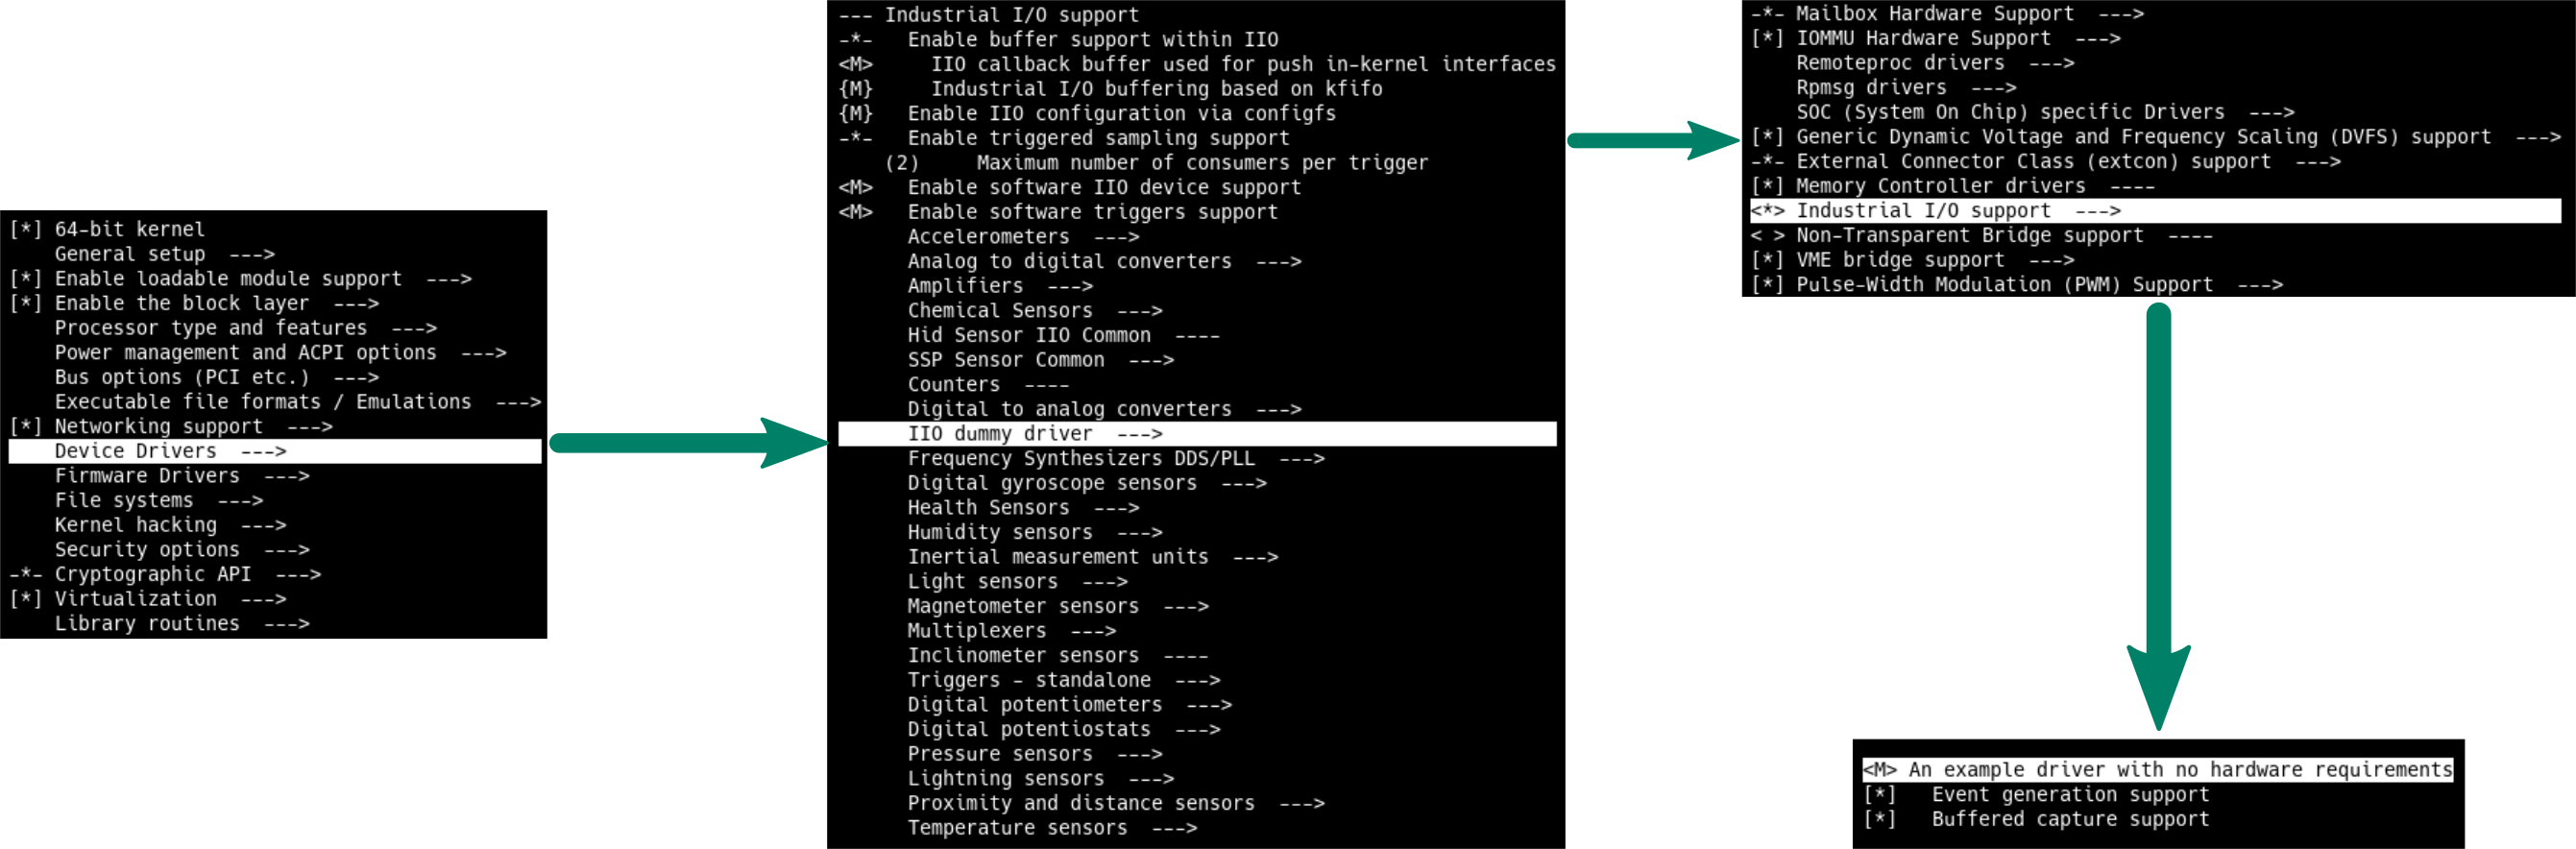 [*] 64-bit kernel
General setup --->
[*] Enable loadable module support --->
[*] Enable the block layer --->
Processor type and features --->
Power management and ACPI options --->
Bus options (PCI etc.) --->
Executable file formats / Emulations --->
[*] Networking support --->
Device Drivers --->
Firmware Drivers --->
File systems --->
Kernel hacking --->
Security options --->
-*- Cryptographic API --->
[*] Virtualization --->
Library routines --->
--- Industrial I/O support
-*- Enable buffer support within IIO
<M> IIO callback buffer used for push in-kernel interfaces
{M} Industrial I/O buffering based on kfifo
{M} Enable IIO configuration via configfs
-*- Enable triggered sampling support
(2) Maximum number of consumers per trigger
<M> Enable software IIO device support
<M> Enable software triggers support
Accelerometers --->
Analog to digital converters --->
Amplifiers --->
Chemical Sensors --->
Hid Sensor IIO Common ----
SSP Sensor Common --->
Counters ----
Digital to analog converters --->
IIO dummy driver --->
Frequency Synthesizers DDS/PLL --->
Digital gyroscope sensors --->
Health Sensors --->
Humidity sensors --->
Inertial measurement units --->
Light sensors --->
Magnetometer sensors --->
Multiplexers --->
Inclinometer sensors ----
Triggers - standalone --->
Digital potentiometers --->
Digital potentiostats --->
Pressure sensors --->
Lightning sensors --->
Proximity and distance sensors --->
Temperature sensors --->
-*- Mailbox Hardware Support --->
[*] IOMMU Hardware Support --->
Remoteproc drivers --->
Rpmsg drivers --->
SOC (System On Chip) specific Drivers --->
[*] Generic Dynamic Voltage and Frequency Scaling (DVFS) support --->
-*- External Connector Class (extcon) support --->
[*] Memory Controller drivers ----
<*> Industrial I/O support --->
< > Non-Transparent Bridge support ----
[*] VME bridge support --->
[*] Pulse-Width Modulation (PWM) Support --->
<M> An example driver with no hardware requirements
[*] Event generation support
[*] Buffered capture support